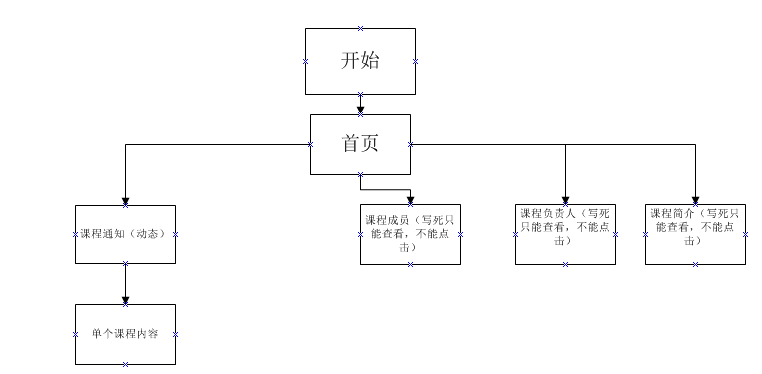 开始
首页
课程通知（动态）
课程成员（写死只
能查看，不能点
击）
课程负责人（写死
只能查看，不能点
击）
课程简介（写死只
能查看，不能点
击）
单个课程内容